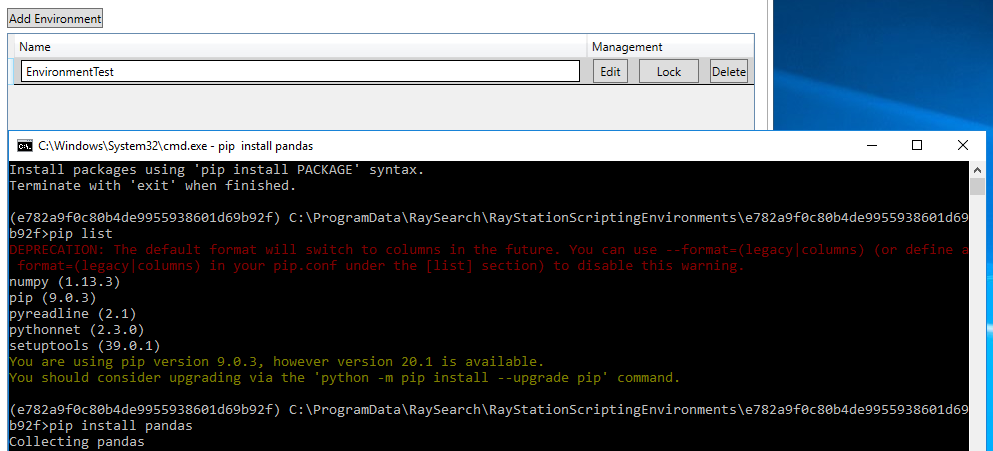 Add Environment
Name Management
EnvironmentTest Edit Lock Delete
C:\Windows\System32\cmd.exe - pip  install pandas
Install packages using 'pip install PACKAGE' syntax.
Terminate with 'exit' when finished.
(e782a9f0c80b4de9955938601d69b92f) C:\ProgramData\RaySearch\RayStationScriptingEnvironments\e782a9f0c80b4de9955938601d69
b92f>pip list
DEPRECATION: The default format will switch to columns in the future. You can use --format=(legacy|columns) (or define a
format=(legacy|columns) in your pip.conf under the [list] section) to disable this warning.
numpy (1.13.3)
pip (9.0.3)
pyreadline (2.1)
pythonnet (2.3.0)
setuptools (39.0.1)
You are using pip version 9.0.3, however version 20.1 is available.
You should consider upgrading via the 'python -m pip install --upgrade pip' command.
(e782a9f0c80b4de9955938601d69b92f) C:\ProgramData\RaySearch\RayStationScriptingEnvironments\e782a9f0c80b4de9955938601d69
b92f>pip install pandas
Collecting pandas